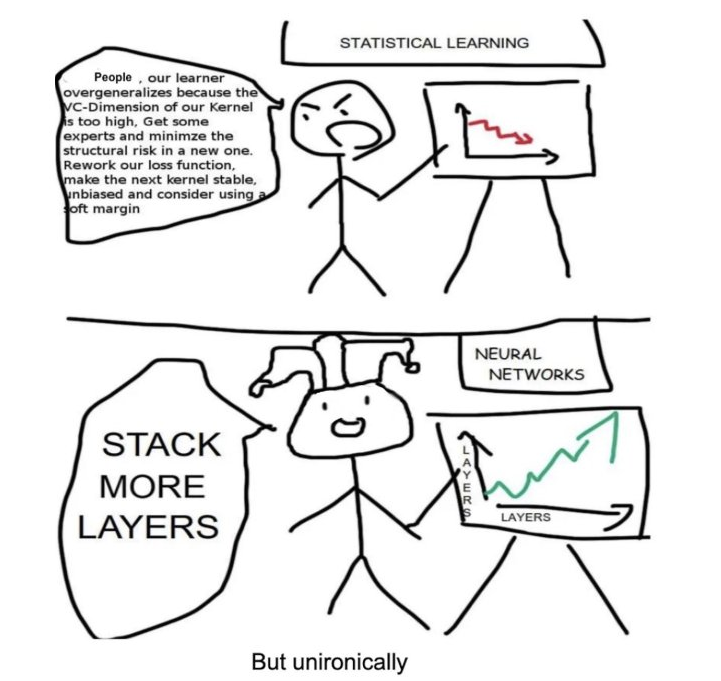 STATISTICAL LEARNING
People , our learner
overgeneralizes because the
VC-Dimension of our Kernel
is too high, Get some
experts and minimze the
structural risk in a new one.
Rework our loss function,
make the next kernel stable,
unbiased and consider using a
soft margin
NEURAL
NETWORKS
STACK
MORE
LAYERS
LAYERS
LAYERS
But unironically